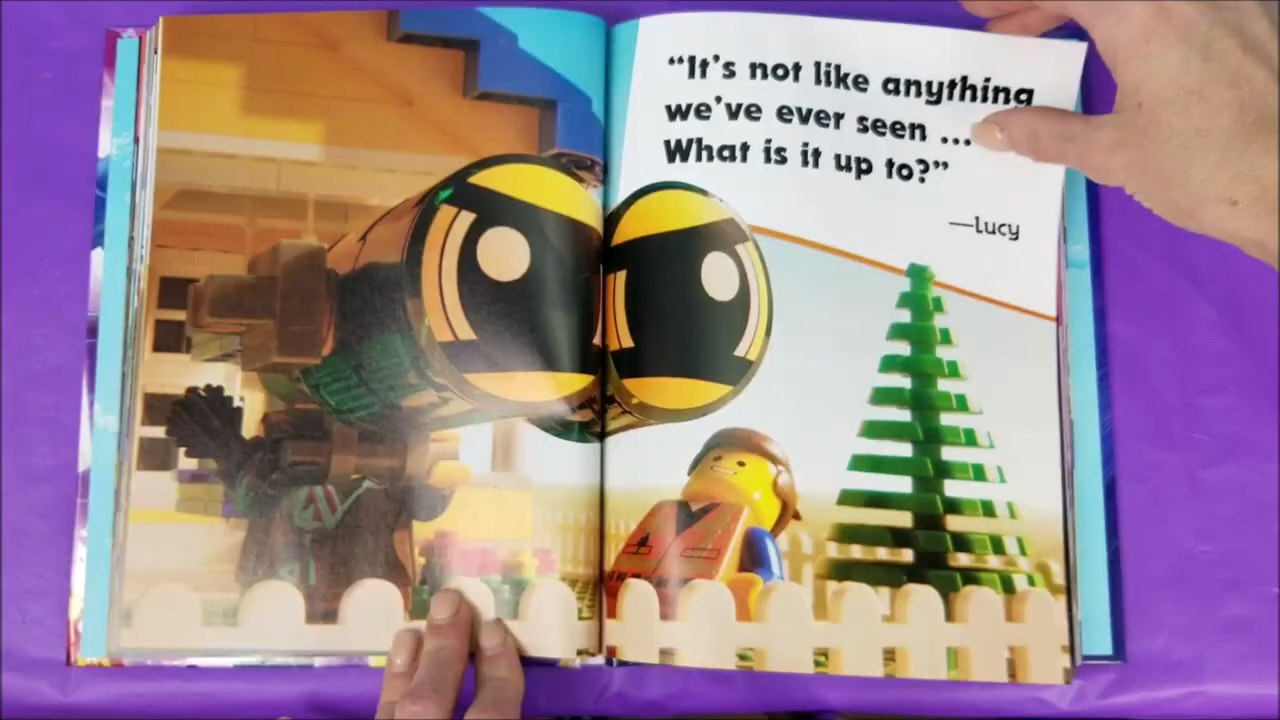 “It’s not like anything
we’ve ever seen ...
What is it up to?”
—Lucy